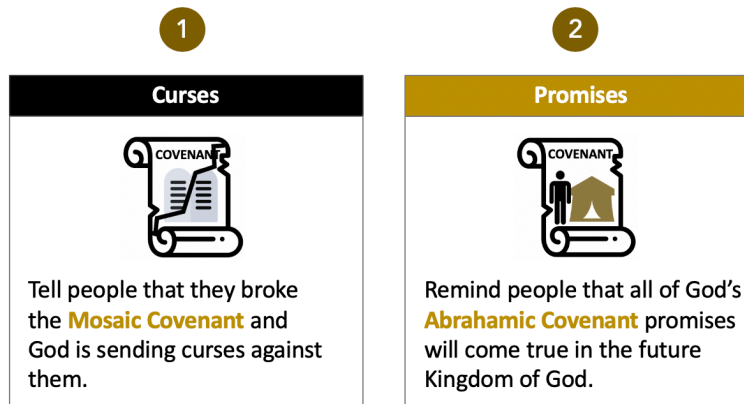 1
Curses
COVENANT
Tell people that they broke
the Mosaic Covenant and
God is sending curses against
them.
2
Promises
COVENANT
Remind people that all of God's
Abrahamic Covenant promises
will come true in the future
Kingdom of God.